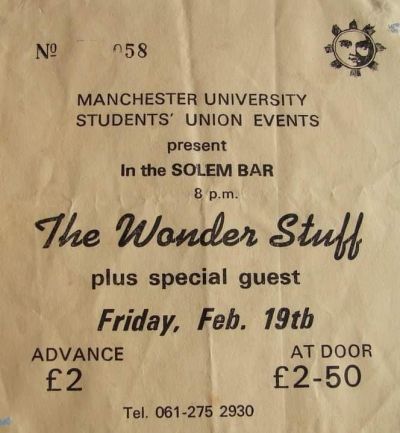 Nº 058
MANCHESTER UNIVERSITY
STUDENTS' UNION EVENTS
present
In the SOLEM BAR
8 p.m.
The Wonder Stuff
plus special guest
Friday, Feb. 19th
ADVANCE AT DOOR
£2 £2-50
Tel. 061-275 2930